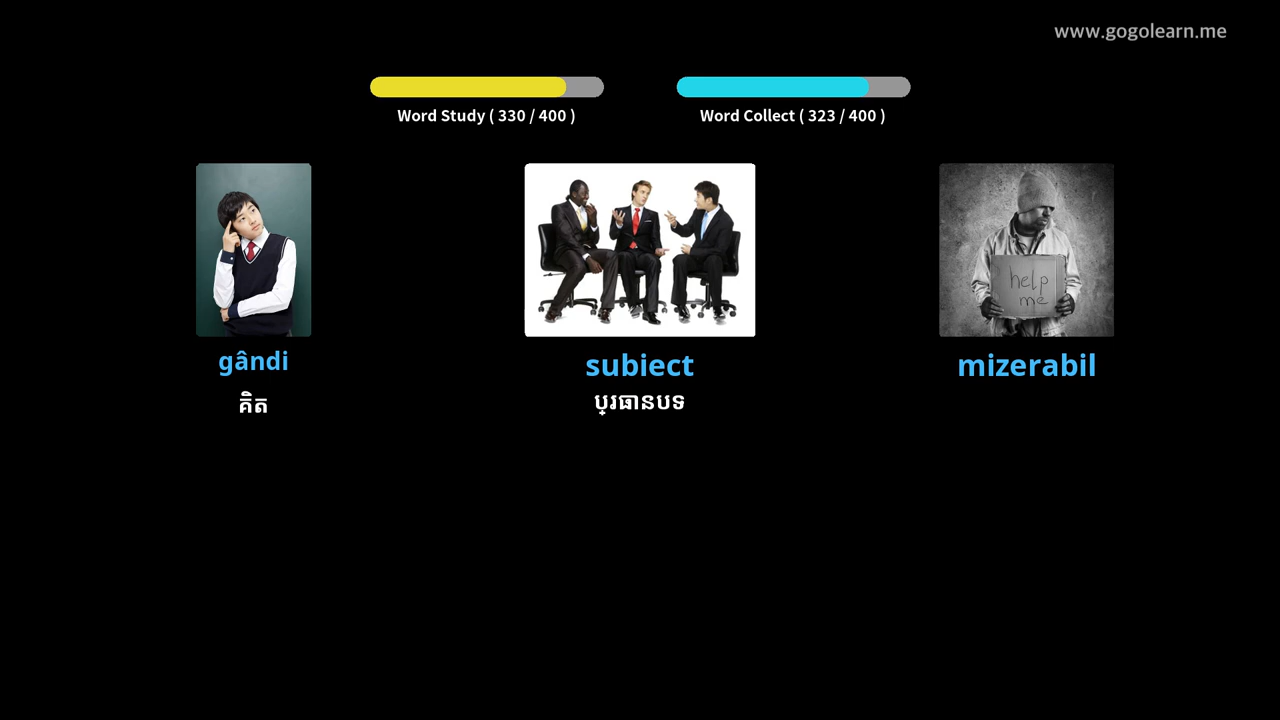 www.gogolearn.me
Word Study ( 330 / 400 )
Word Collect ( 323 / 400 )
help
me
gândi
subiect
mizerabil
គិត
ប្រធានបទ